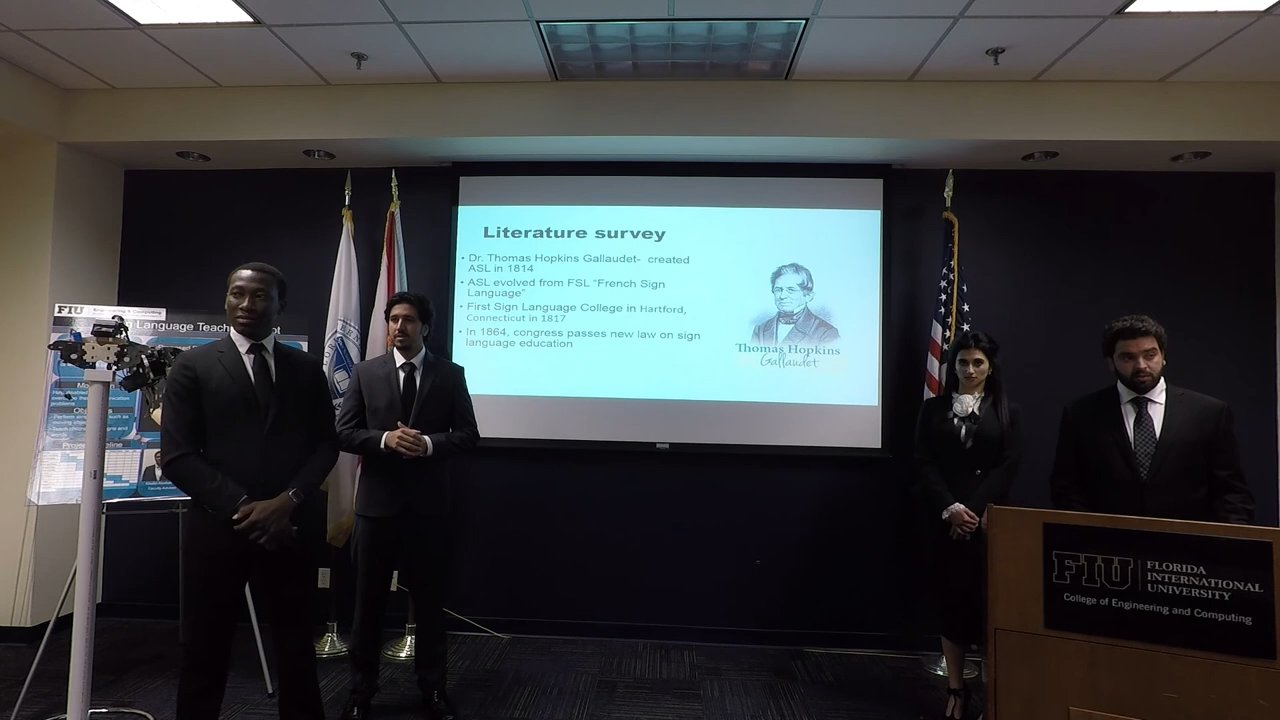 Literature survey
• Dr. Thomas Hopkins Gallaudet- created
ASL in 1814
• ASL evolved from FSL “French Sign
Language”
• First Sign Language College in Hartford,
Connecticut in 1817
• In 1864, congress passes new law on sign
language education
Thomas Hopkins
Gallaudet
FIU
Engineering & Computing
Language Teach
FIU
FLORIDA
INTERNATIONAL
UNIVERSITY
College of Engineering and Computing